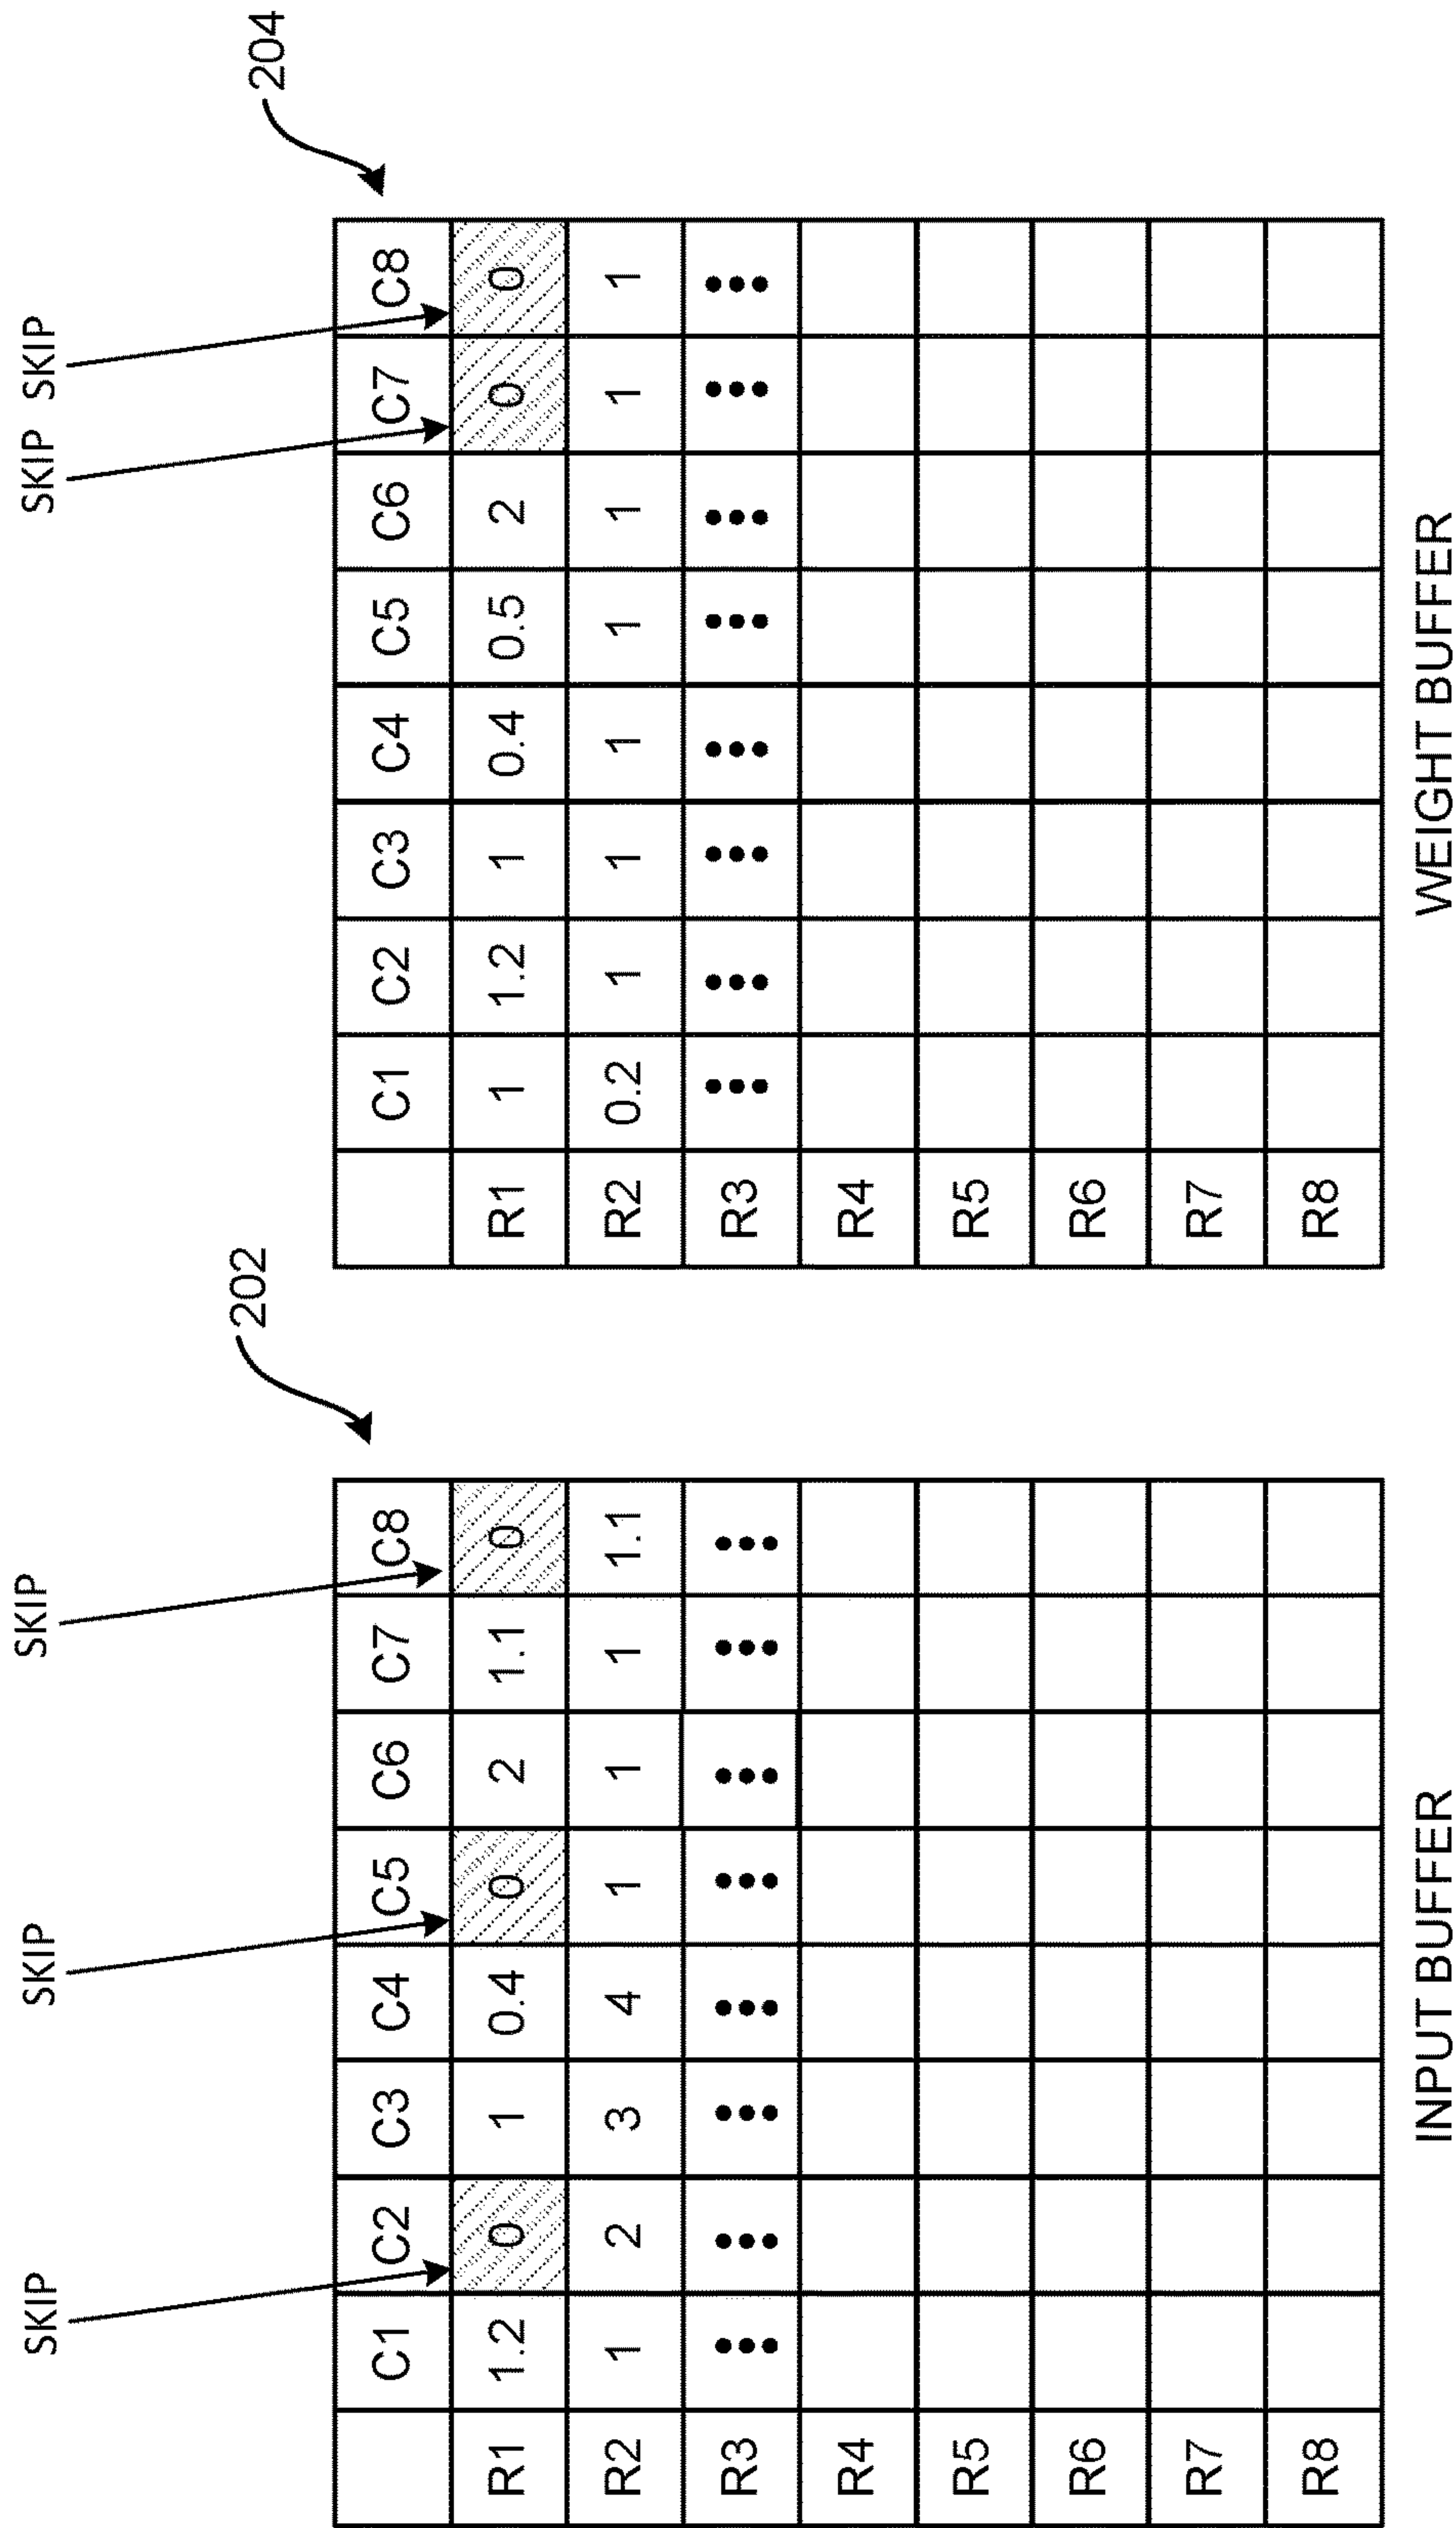 SKIP SKIP SKIP
202
C1 C2 C3 C4 C5 C6 C7 C8
R1 1.2 0 1 0.4 0 2 1.1 0
R2 1 2 3 4 1 1 1 1.1
R3 ••• ••• ••• ••• ••• ••• ••• •••
R4
R5
R6
R7
R8
INPUT BUFFER
SKIP SKIP
204
C1 C2 C3 C4 C5 C6 C7 C8
R1 1 1.2 1 0.4 0.5 2 0 0
R2 0.2 1 1 1 1 1 1 1
R3 ••• ••• ••• ••• ••• ••• ••• •••
R4
R5
R6
R7
R8
WEIGHT BUFFER